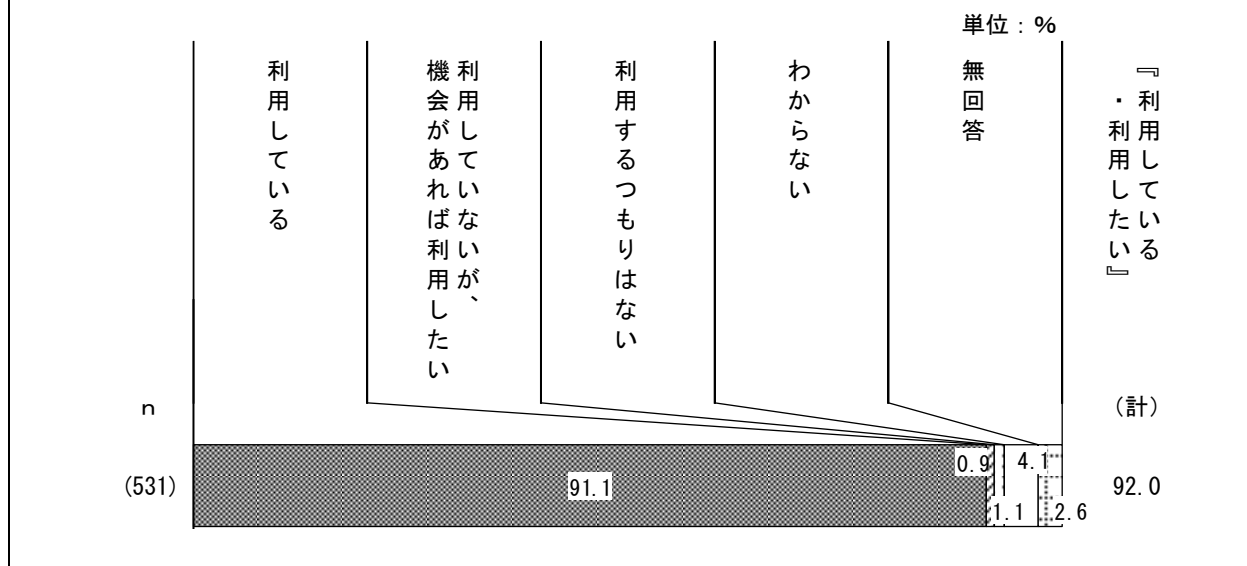 単位：％
利用している
利用していないが、
機会があれば利用したい
利用するつもりはない
わからない
無回答
『利用している
・利用したい』
n
（計）
(531)
91.1
0.9
1.1
4.1
2.6
92.0